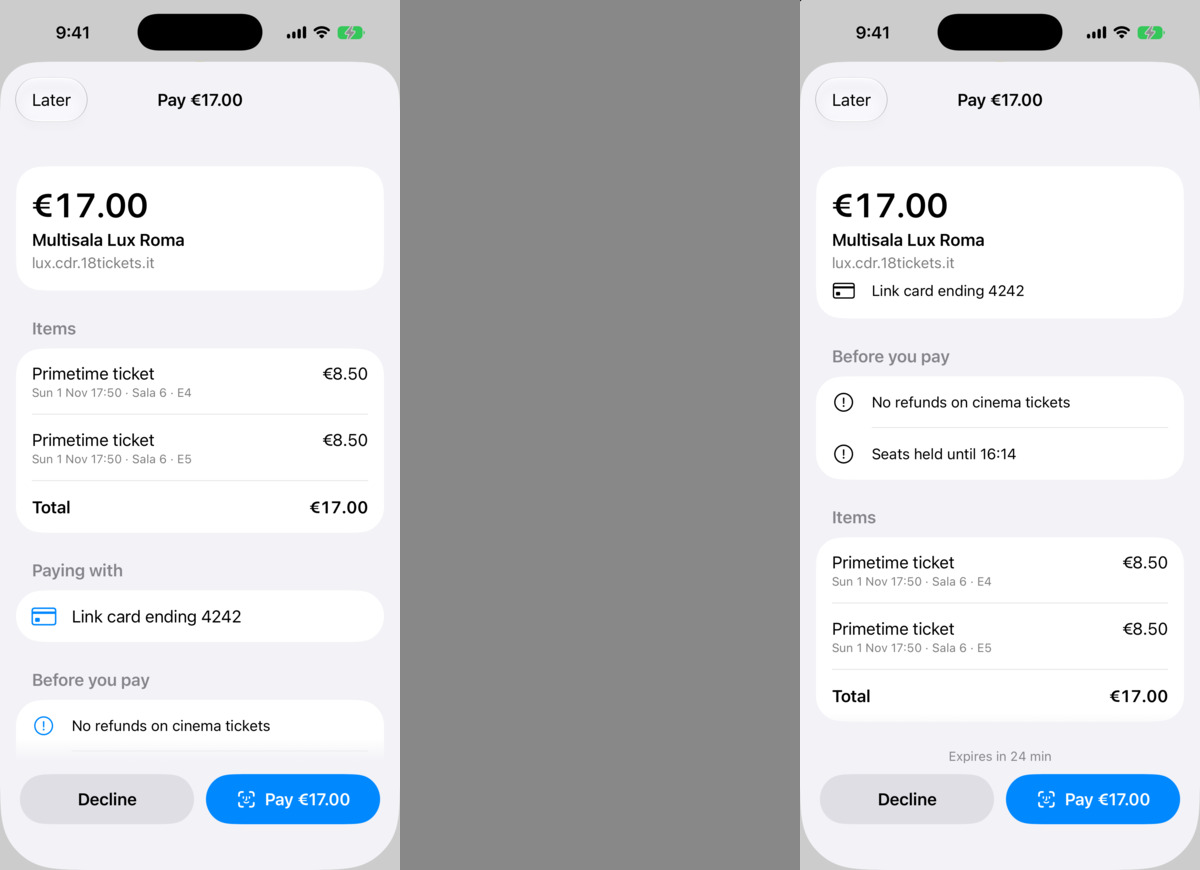 9:41
Later
Pay €17.00
€17.00
Multisala Lux Roma
lux.cdr.18tickets.it
Items
Primetime ticket €8.50
Sun 1 Nov 17:50 · Sala 6 · E4
Primetime ticket €8.50
Sun 1 Nov 17:50 · Sala 6 · E5
Total €17.00
Paying with
Link card ending 4242
Before you pay
No refunds on cinema tickets
Decline
Pay €17.00
9:41
Later
Pay €17.00
€17.00
Multisala Lux Roma
lux.cdr.18tickets.it
Link card ending 4242
Before you pay
No refunds on cinema tickets
Seats held until 16:14
Items
Primetime ticket €8.50
Sun 1 Nov 17:50 · Sala 6 · E4
Primetime ticket €8.50
Sun 1 Nov 17:50 · Sala 6 · E5
Total €17.00
Expires in 24 min
Decline
Pay €17.00